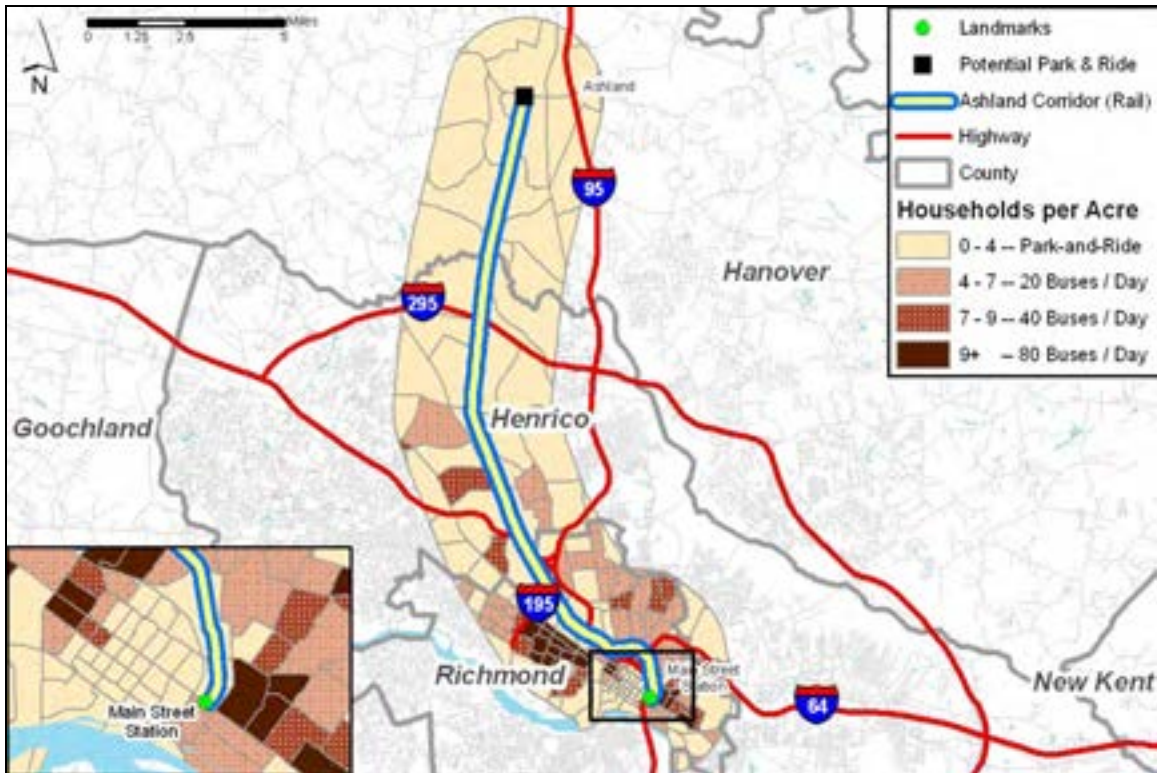 Miles
0 1.25 2.5 5
N
Landmarks
Potential Park & Ride
Ashland Corridor (Rail)
Highway
County
Households per Acre
0 - 4 -- Park-and-Ride
4 - 7 -- 20 Buses / Day
7 - 9 -- 40 Buses / Day
9+ -- 80 Buses / Day
Ashland
95
Hanover
295
Goochland
Henrico
195
Richmond
Main Street
Station
New Kent
64
Main Street
Station